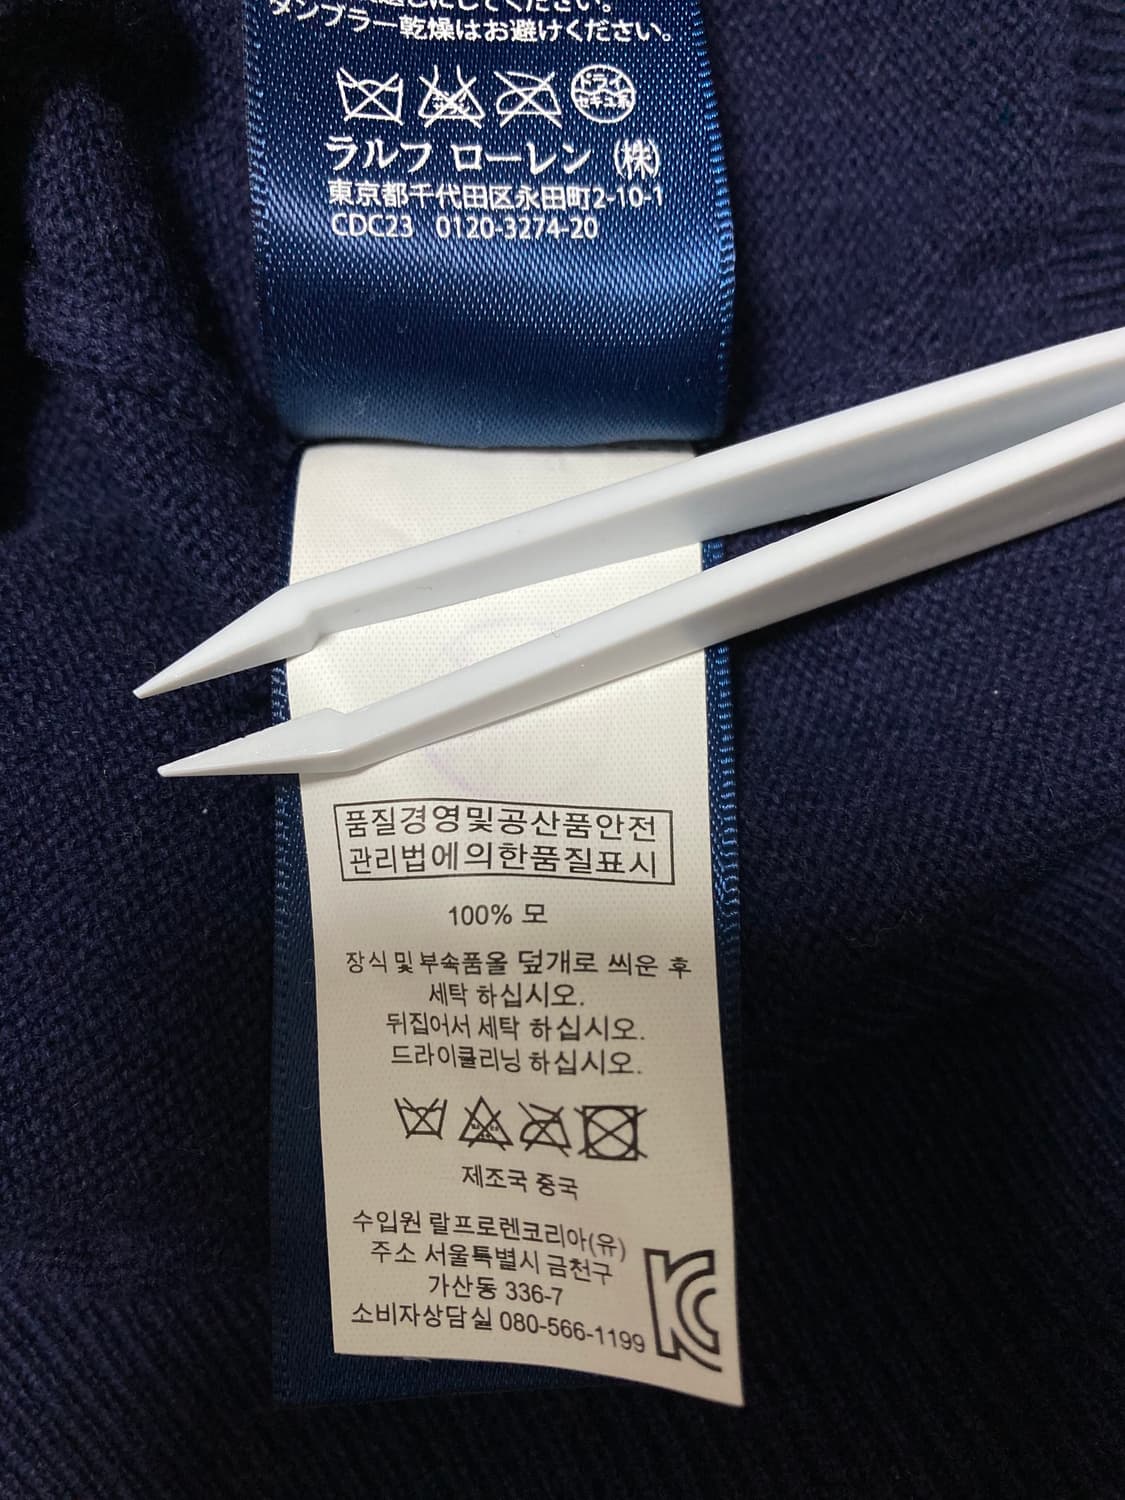 タンブラー乾燥はお避けください。
ドライ
セキユ系
ラルフ ローレン (株)
東京都千代田区永田町2-10-1
CDC23 0120-3274-20
품질경영및공산품안전
관리법에의한품질표시
100% 모
장식 및 부속품올 덮개로 씌운 후
세탁 하십시오.
뒤집어서 세탁 하십시오.
드라이쿨리닝 하십시오.
제조국 중국
수입원 랄프로렌코리아(유)
주소 서울특별시 금천구
가산동 336-7
소비자상담실 080-566-1199